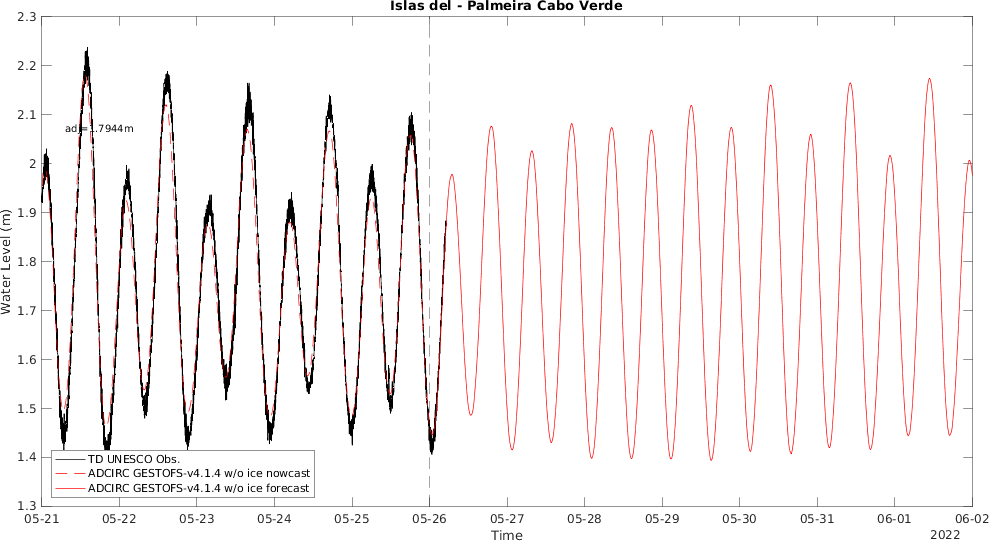 Islas del - Palmeira Cabo Verde
2.3
2.2
2.1
2
1.9
1.8
1.7
1.6
1.5
1.4
1.3
Water Level (m)
adj=1.7944m
TD UNESCO Obs.
ADCIRC GESTOFS-v4.1.4 w/o ice nowcast
ADCIRC GESTOFS-v4.1.4 w/o ice forecast
05-21 05-22 05-23 05-24 05-25 05-26 05-27 05-28 05-29 05-30 05-31 06-01 06-02
Time
2022